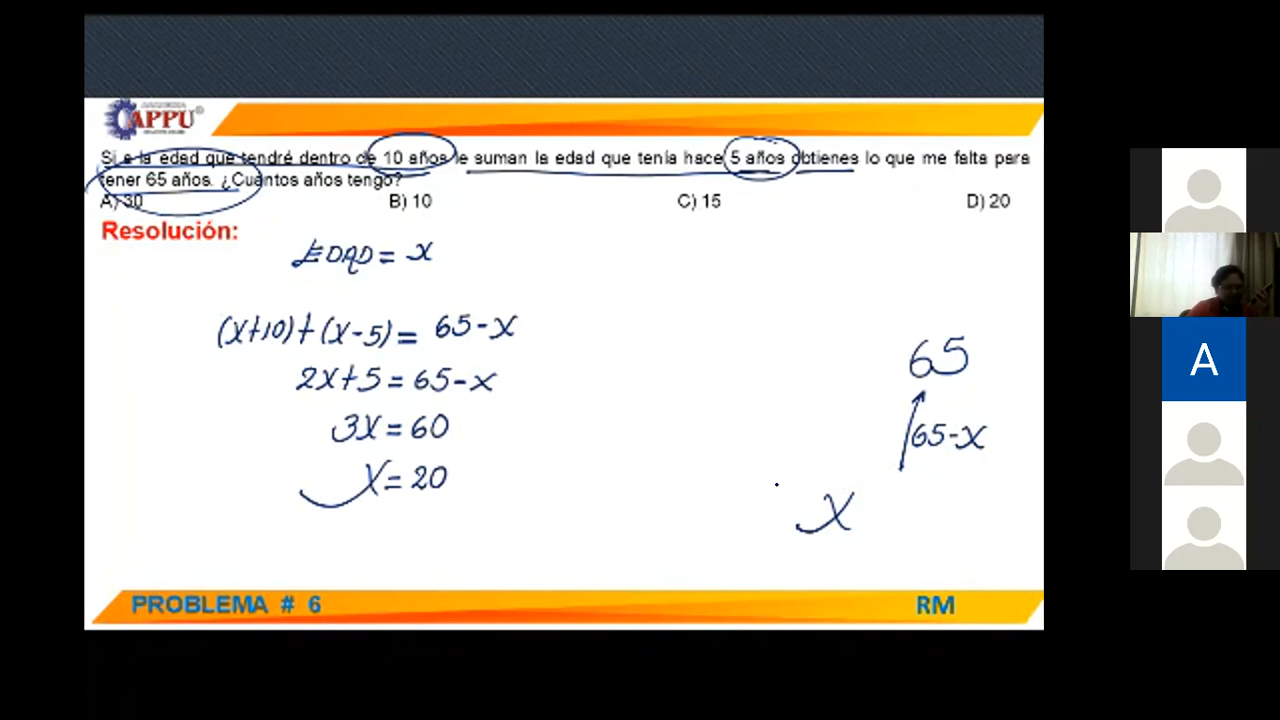 APPU
Si a la edad que tendré dentro de 10 años le suman la edad que tenía hace 5 años obtienes lo que me falta para
tener 65 años. ¿Cuántos años tengo?
A) 30 B) 10 C) 15 D) 20
Resolución:
EDAD = x
(x+10)+(x-5) = 65-x
2x+5 = 65-x
3x = 60
x = 20
65
65-x
x
A
PROBLEMA # 6 RM